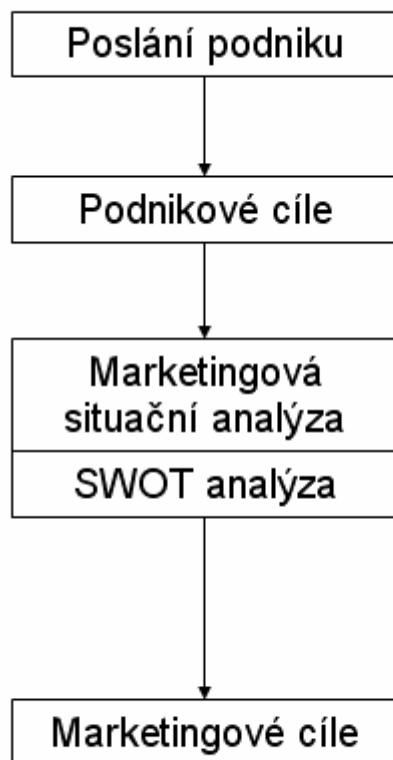 Poslání podniku
Podnikové cíle
Marketingová
situační analýza
SWOT analýza
Marketingové cíle